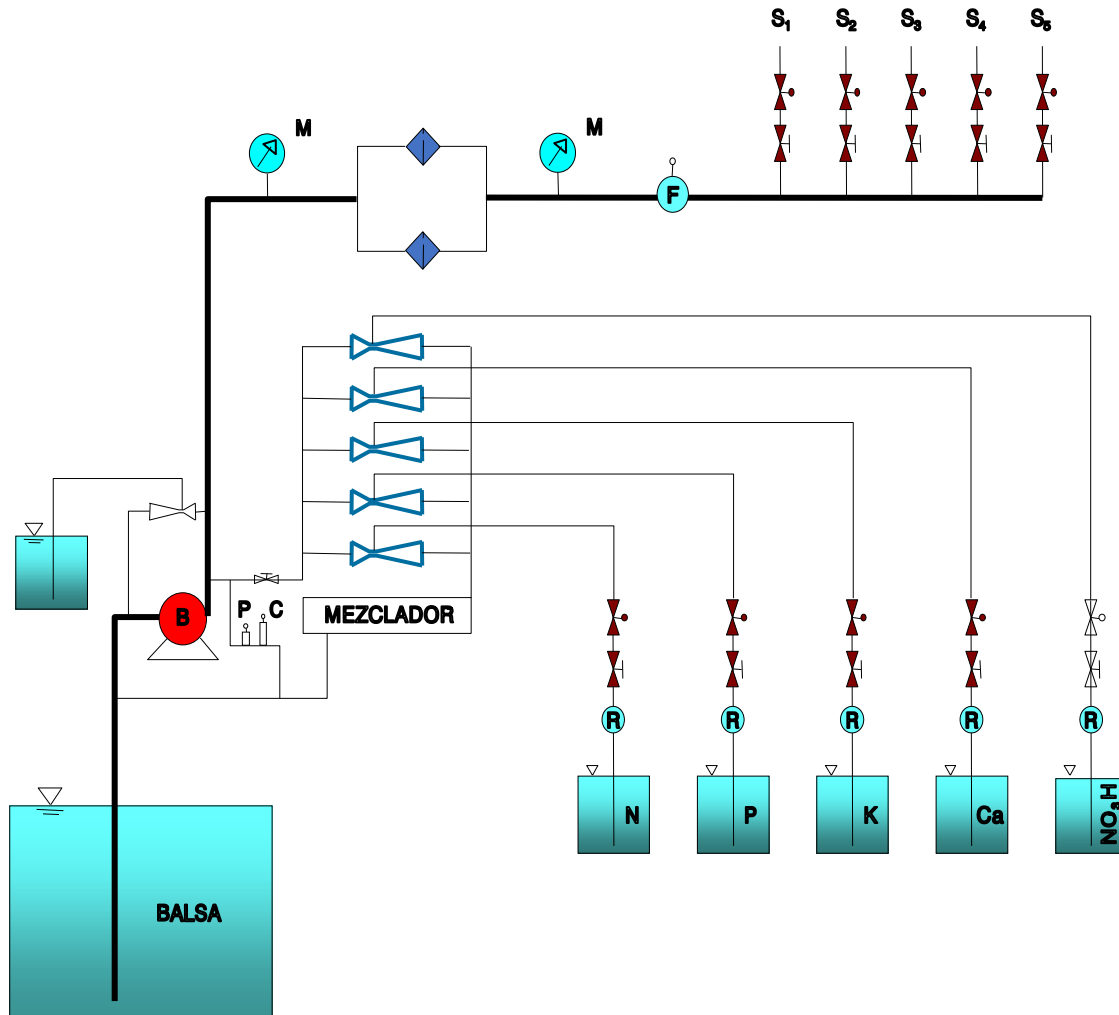 S₁ S₂ S₃ S₄ S₅
M
M
F
B
P C
MEZCLADOR
R R R R R
N P K Ca NO₃H
BALSA